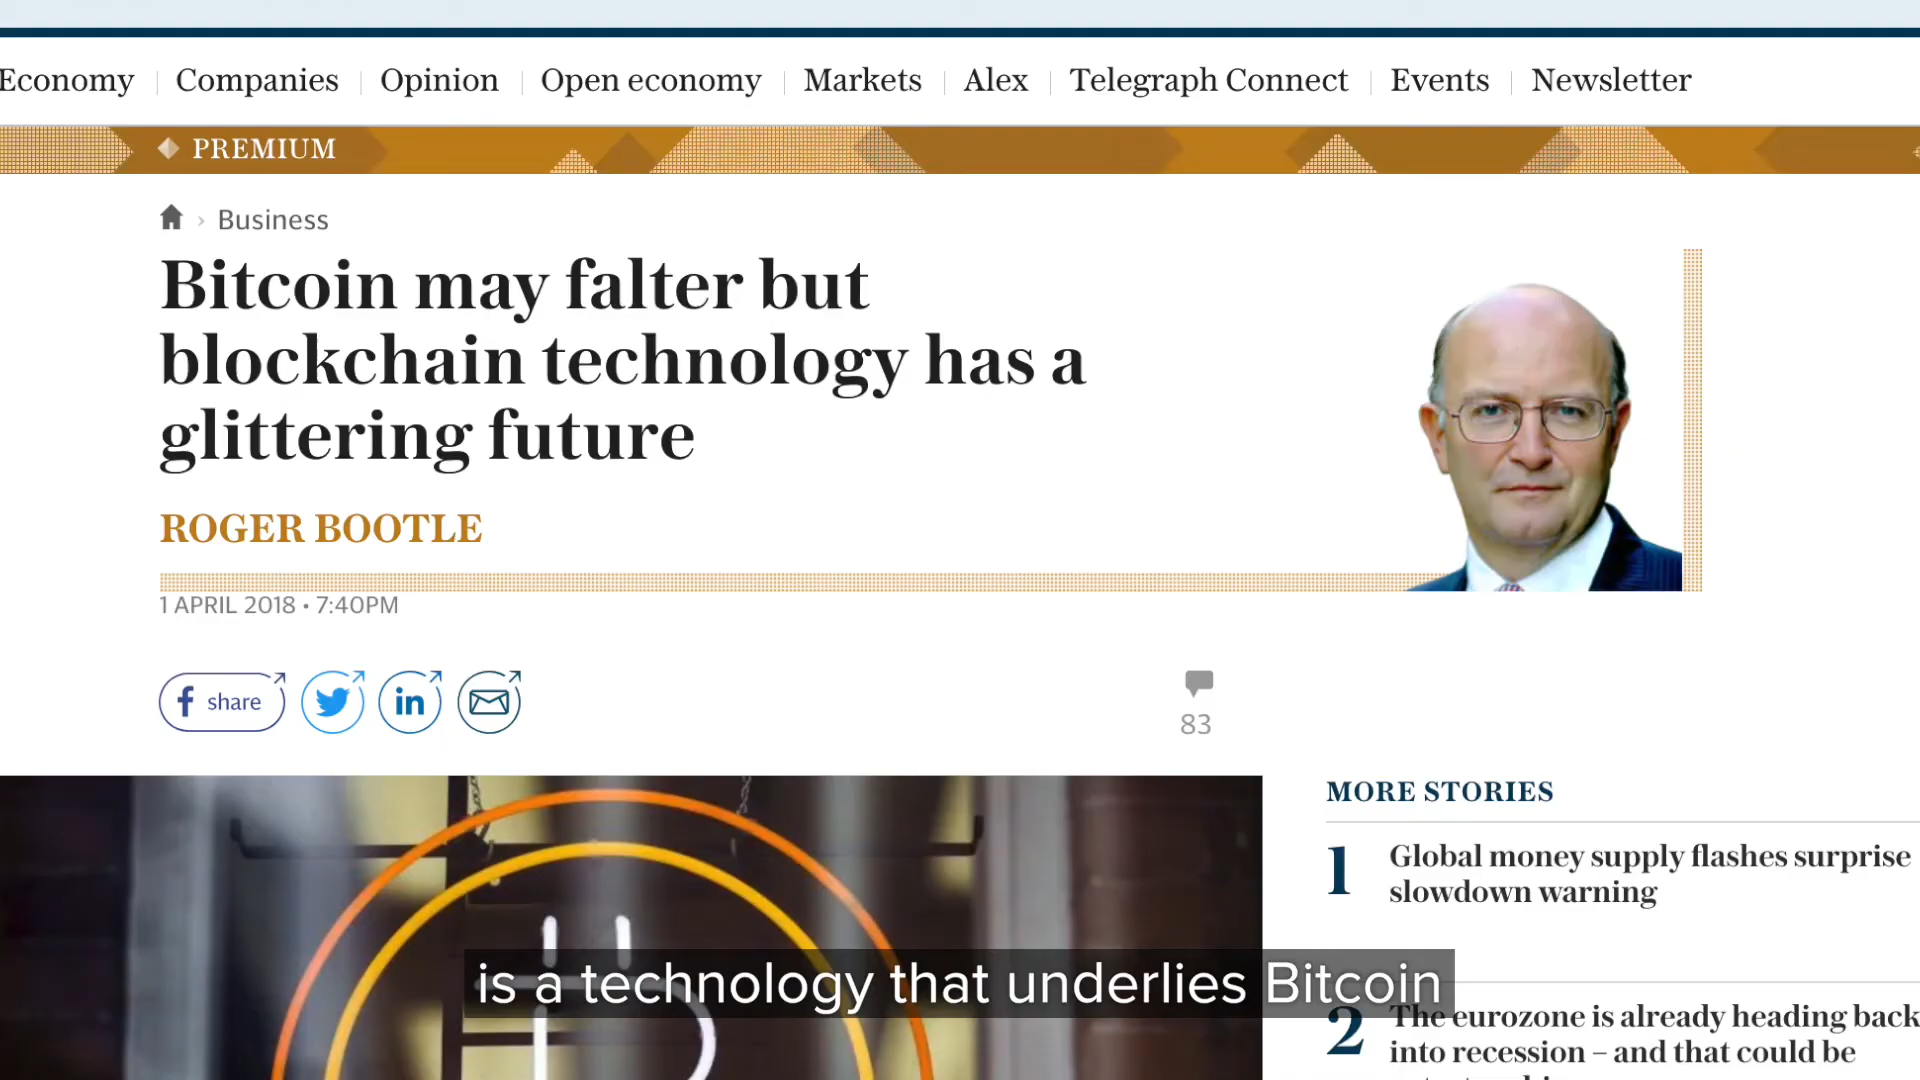 Economy Companies Opinion Open economy Markets Alex Telegraph Connect Events Newsletter
PREMIUM
Business
Bitcoin may falter but
blockchain technology has a
glittering future
ROGER BOOTLE
1 APRIL 2018 • 7:40PM
share
83
MORE STORIES
1 Global money supply flashes surprise
slowdown warning
is a technology that underlies Bitcoin
2 The eurozone is already heading back
into recession – and that could be